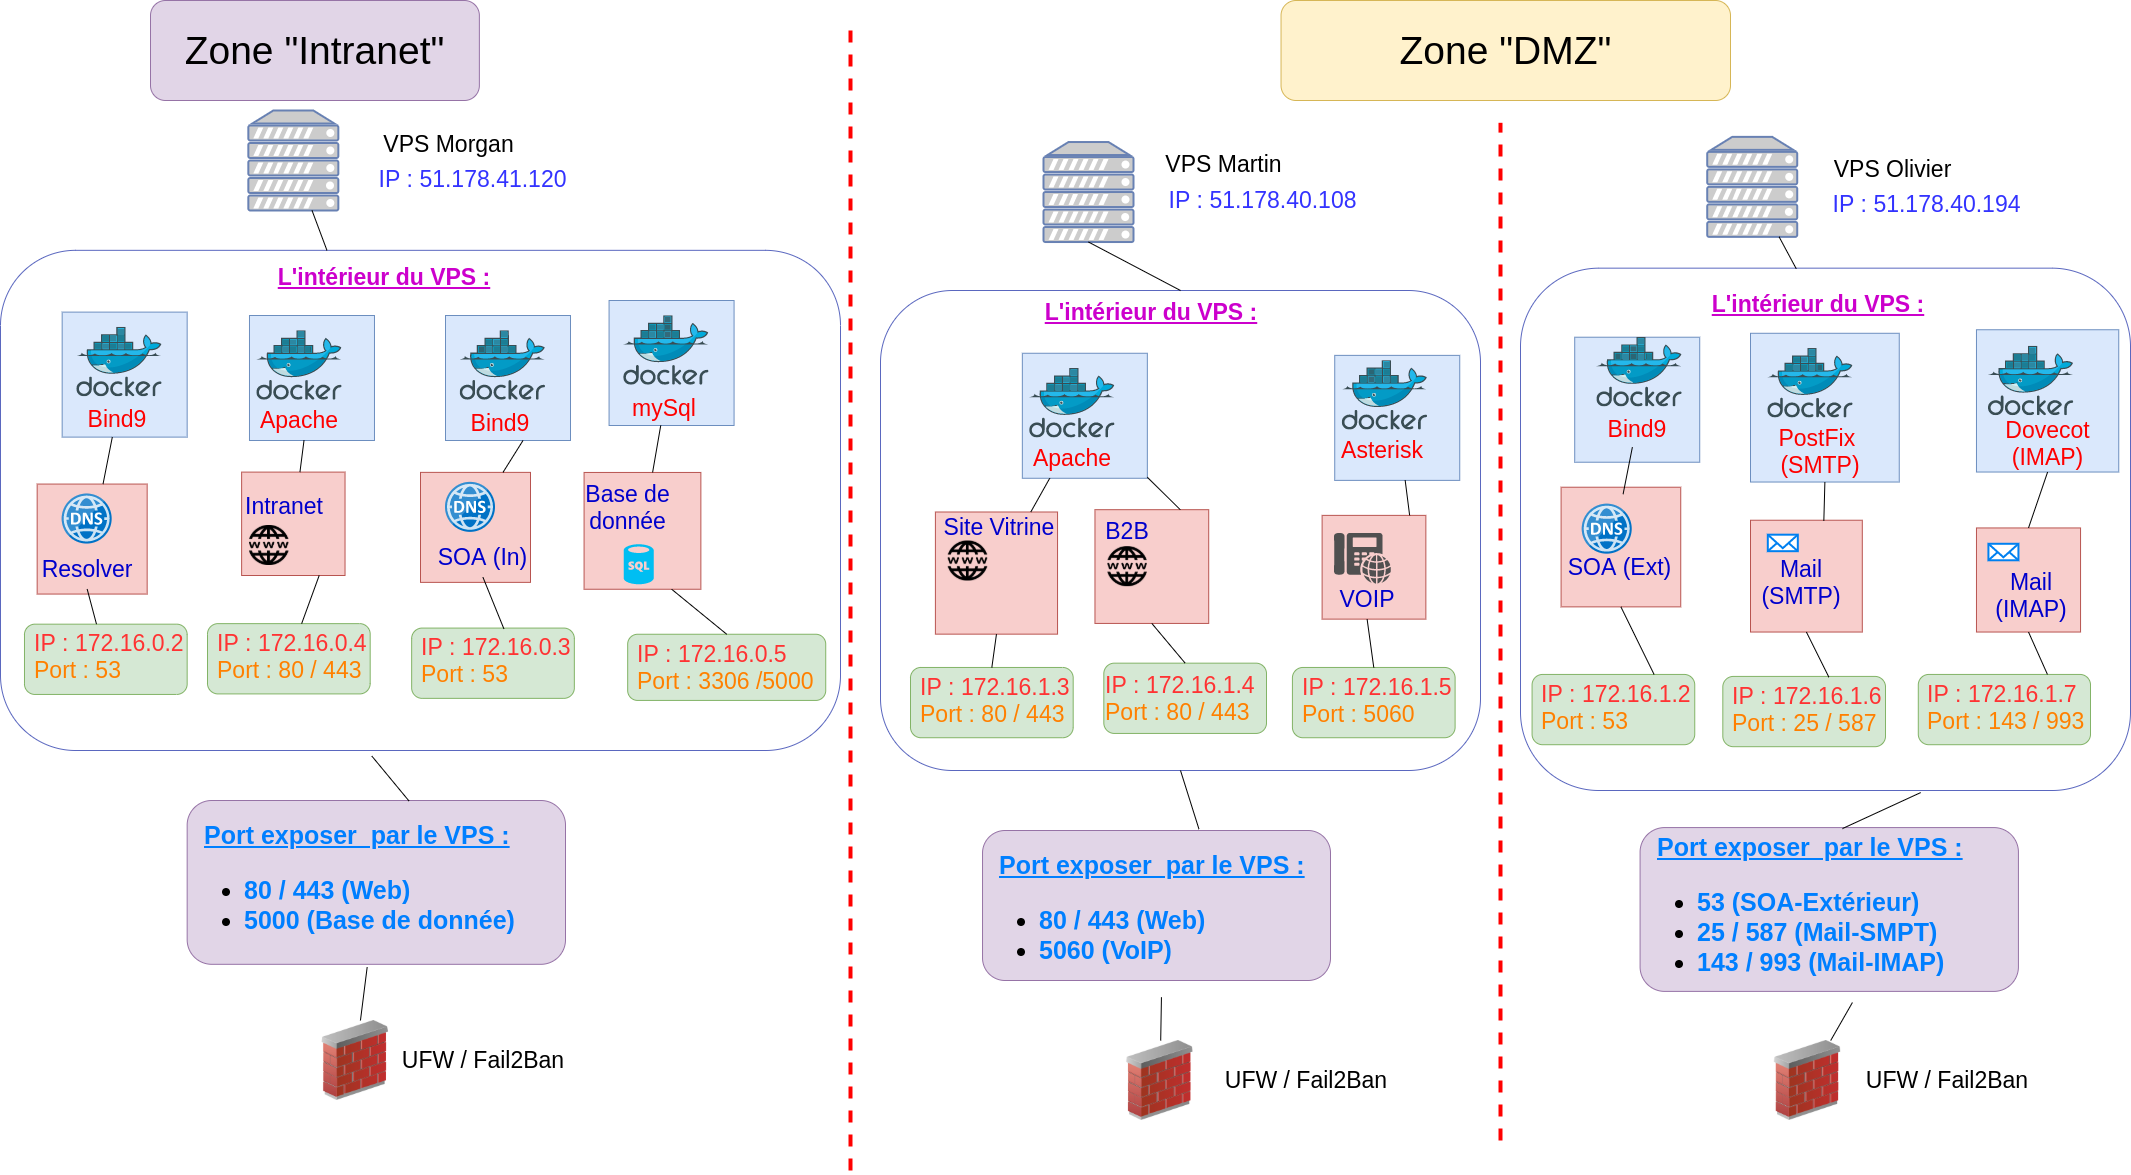 Zone "Intranet"
VPS Morgan
IP : 51.178.41.120
L'intérieur du VPS :
docker
Bind9
docker
Apache
docker
Bind9
docker
mySql
DNS
Resolver
Intranet
WWW
DNS
SOA (In)
Base de
donnée
SQL
IP : 172.16.0.2
Port : 53
IP : 172.16.0.4
Port : 80 / 443
IP : 172.16.0.3
Port : 53
IP : 172.16.0.5
Port : 3306 /5000
Port exposer  par le VPS :
80 / 443 (Web)
5000 (Base de donnée)
UFW / Fail2Ban
Zone "DMZ"
VPS Martin
IP : 51.178.40.108
L'intérieur du VPS :
docker
Apache
docker
Asterisk
Site Vitrine
WWW
B2B
WWW
VOIP
IP : 172.16.1.3
Port : 80 / 443
IP : 172.16.1.4
Port : 80 / 443
IP : 172.16.1.5
Port : 5060
Port exposer  par le VPS :
80 / 443 (Web)
5060 (VoIP)
UFW / Fail2Ban
VPS Olivier
IP : 51.178.40.194
L'intérieur du VPS :
docker
Bind9
docker
PostFix
(SMTP)
docker
Dovecot
(IMAP)
DNS
SOA (Ext)
Mail
(SMTP)
Mail
(IMAP)
IP : 172.16.1.2
Port : 53
IP : 172.16.1.6
Port : 25 / 587
IP : 172.16.1.7
Port : 143 / 993
Port exposer  par le VPS :
53 (SOA-Extérieur)
25 / 587 (Mail-SMPT)
143 / 993 (Mail-IMAP)
UFW / Fail2Ban